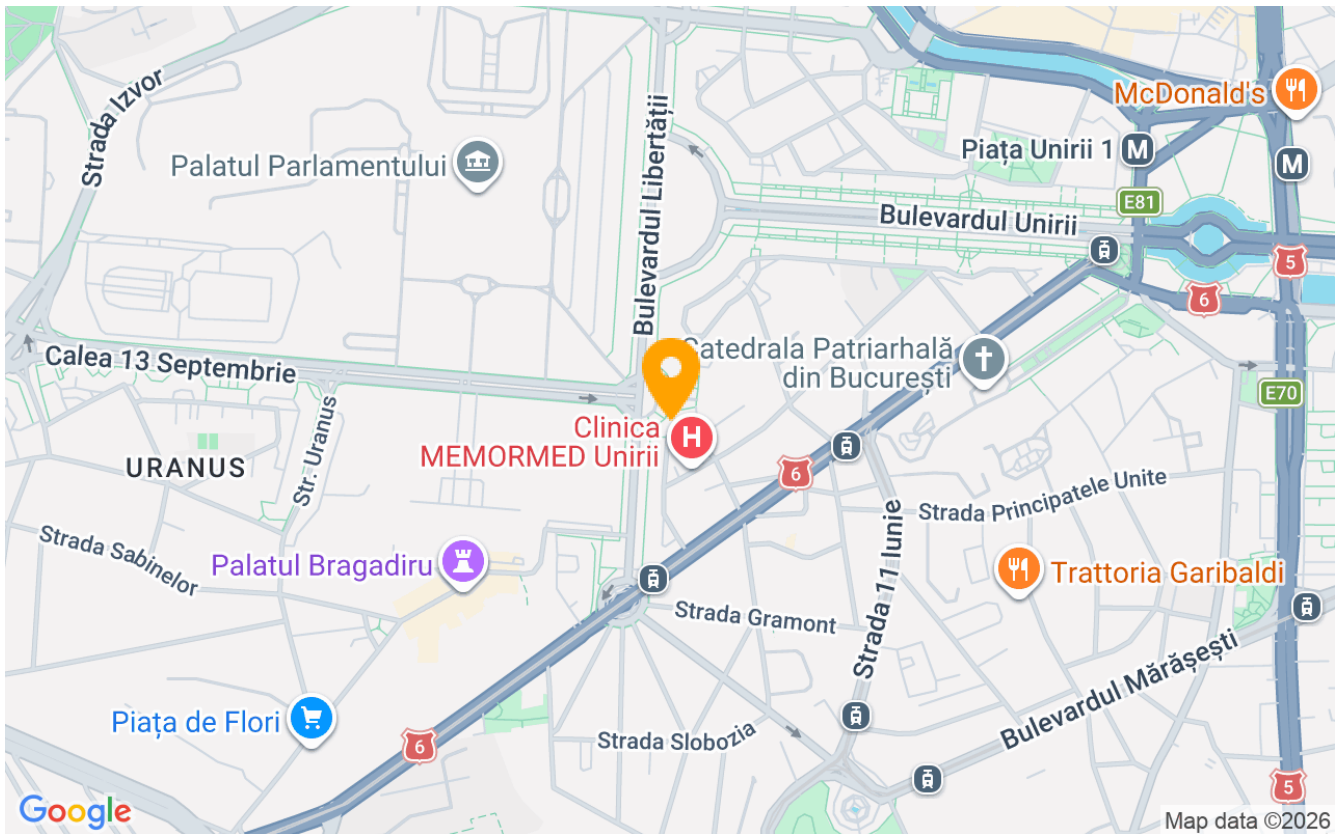 Strada Izvor
Palatul Parlamentului
Bulevardul Libertății
McDonald's
Piața Unirii 1
M
M
E81
Bulevardul Unirii
5
6
Calea 13 Septembrie
Catedrala Patriarhală
din București
E70
Str. Uranus
URANUS
Clinica
MEMORMED Unirii
H
6
Strada Principatele Unite
Strada Sabinelor
Palatul Bragadiru
Strada 11 Iunie
Trattoria Garibaldi
Strada Gramont
Bulevardul Mărășești
Piața de Flori
6
Strada Slobozia
5
Google
Map data ©2026